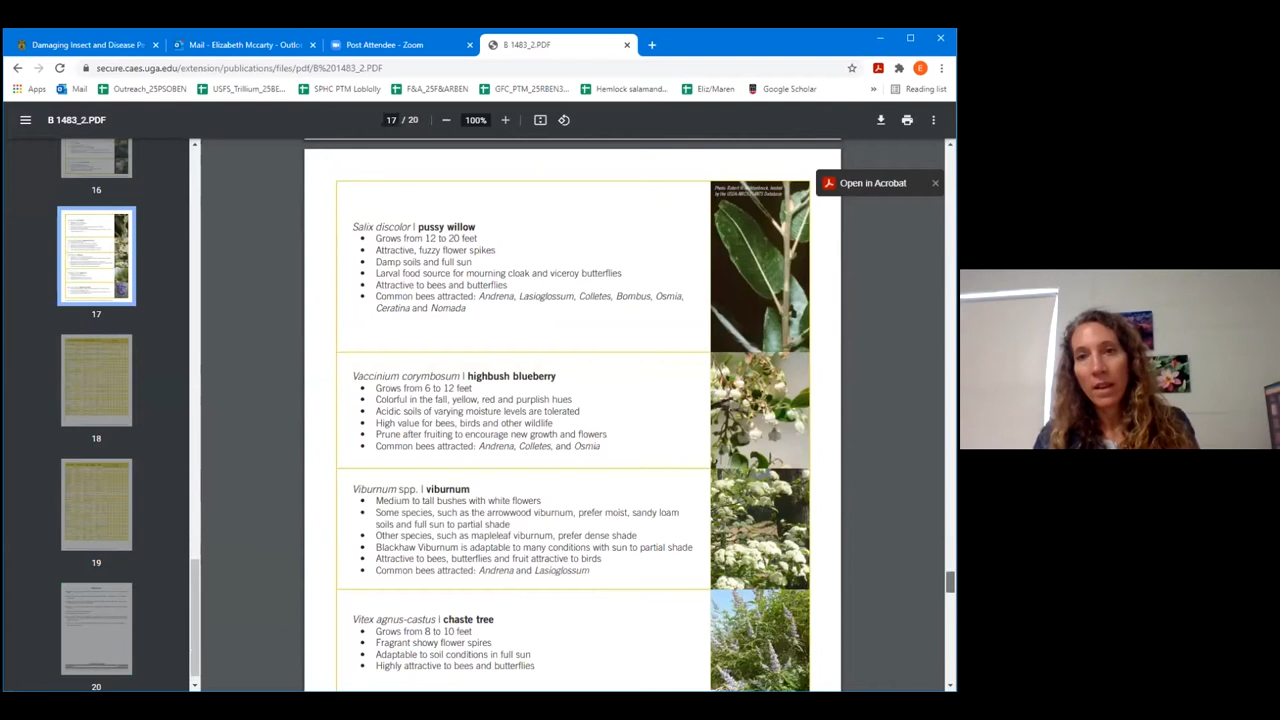 Damaging Insect and Disease Pe
Mail - Elizabeth Mccarty - Outloo
Post Attendee - Zoom
B 1483_2.PDF
secure.caes.uga.edu/extension/publications/files/pdf/B%201483_2.PDF
E
Apps
Mail
Outreach_25PSOBEN
USFS_Trillium_25BE...
SPHC PTM Loblolly
F&A_25F&ARBEN
GFC_PTM_25RBEN3...
Hemlock salamand...
Eliz/Maren
Google Scholar
»
Reading list
B 1483_2.PDF
17 / 20
100%
Open in Acrobat
16
17
18
19
20
Salix discolor | pussy willow
• Grows from 12 to 20 feet
• Attractive, fuzzy flower spikes
• Damp soils and full sun
• Larval food source for mourning cloak and viceroy butterflies
• Attractive to bees and butterflies
• Common bees attracted: Andrena, Lasioglossum, Colletes, Bombus, Osmia,
Ceratina and Nomada
Vaccinium corymbosum | highbush blueberry
• Grows from 6 to 12 feet
• Colorful in the fall, yellow, red and purplish hues
• Acidic soils of varying moisture levels are tolerated
• High value for bees, birds and other wildlife
• Prune after fruiting to encourage new growth and flowers
• Common bees attracted: Andrena, Colletes, and Osmia
Viburnum spp. | viburnum
• Medium to tall bushes with white flowers
• Some species, such as the arrowwood viburnum, prefer moist, sandy loam
soils and full sun to partial shade
• Other species, such as mapleleaf viburnum, prefer dense shade
• Blackhaw Viburnum is adaptable to many conditions with sun to partial shade
• Attractive to bees, butterflies and fruit attractive to birds
• Common bees attracted: Andrena and Lasioglossum
Vitex agnus-castus | chaste tree
• Grows from 8 to 10 feet
• Fragrant showy flower spires
• Adaptable to soil conditions in full sun
• Highly attractive to bees and butterflies